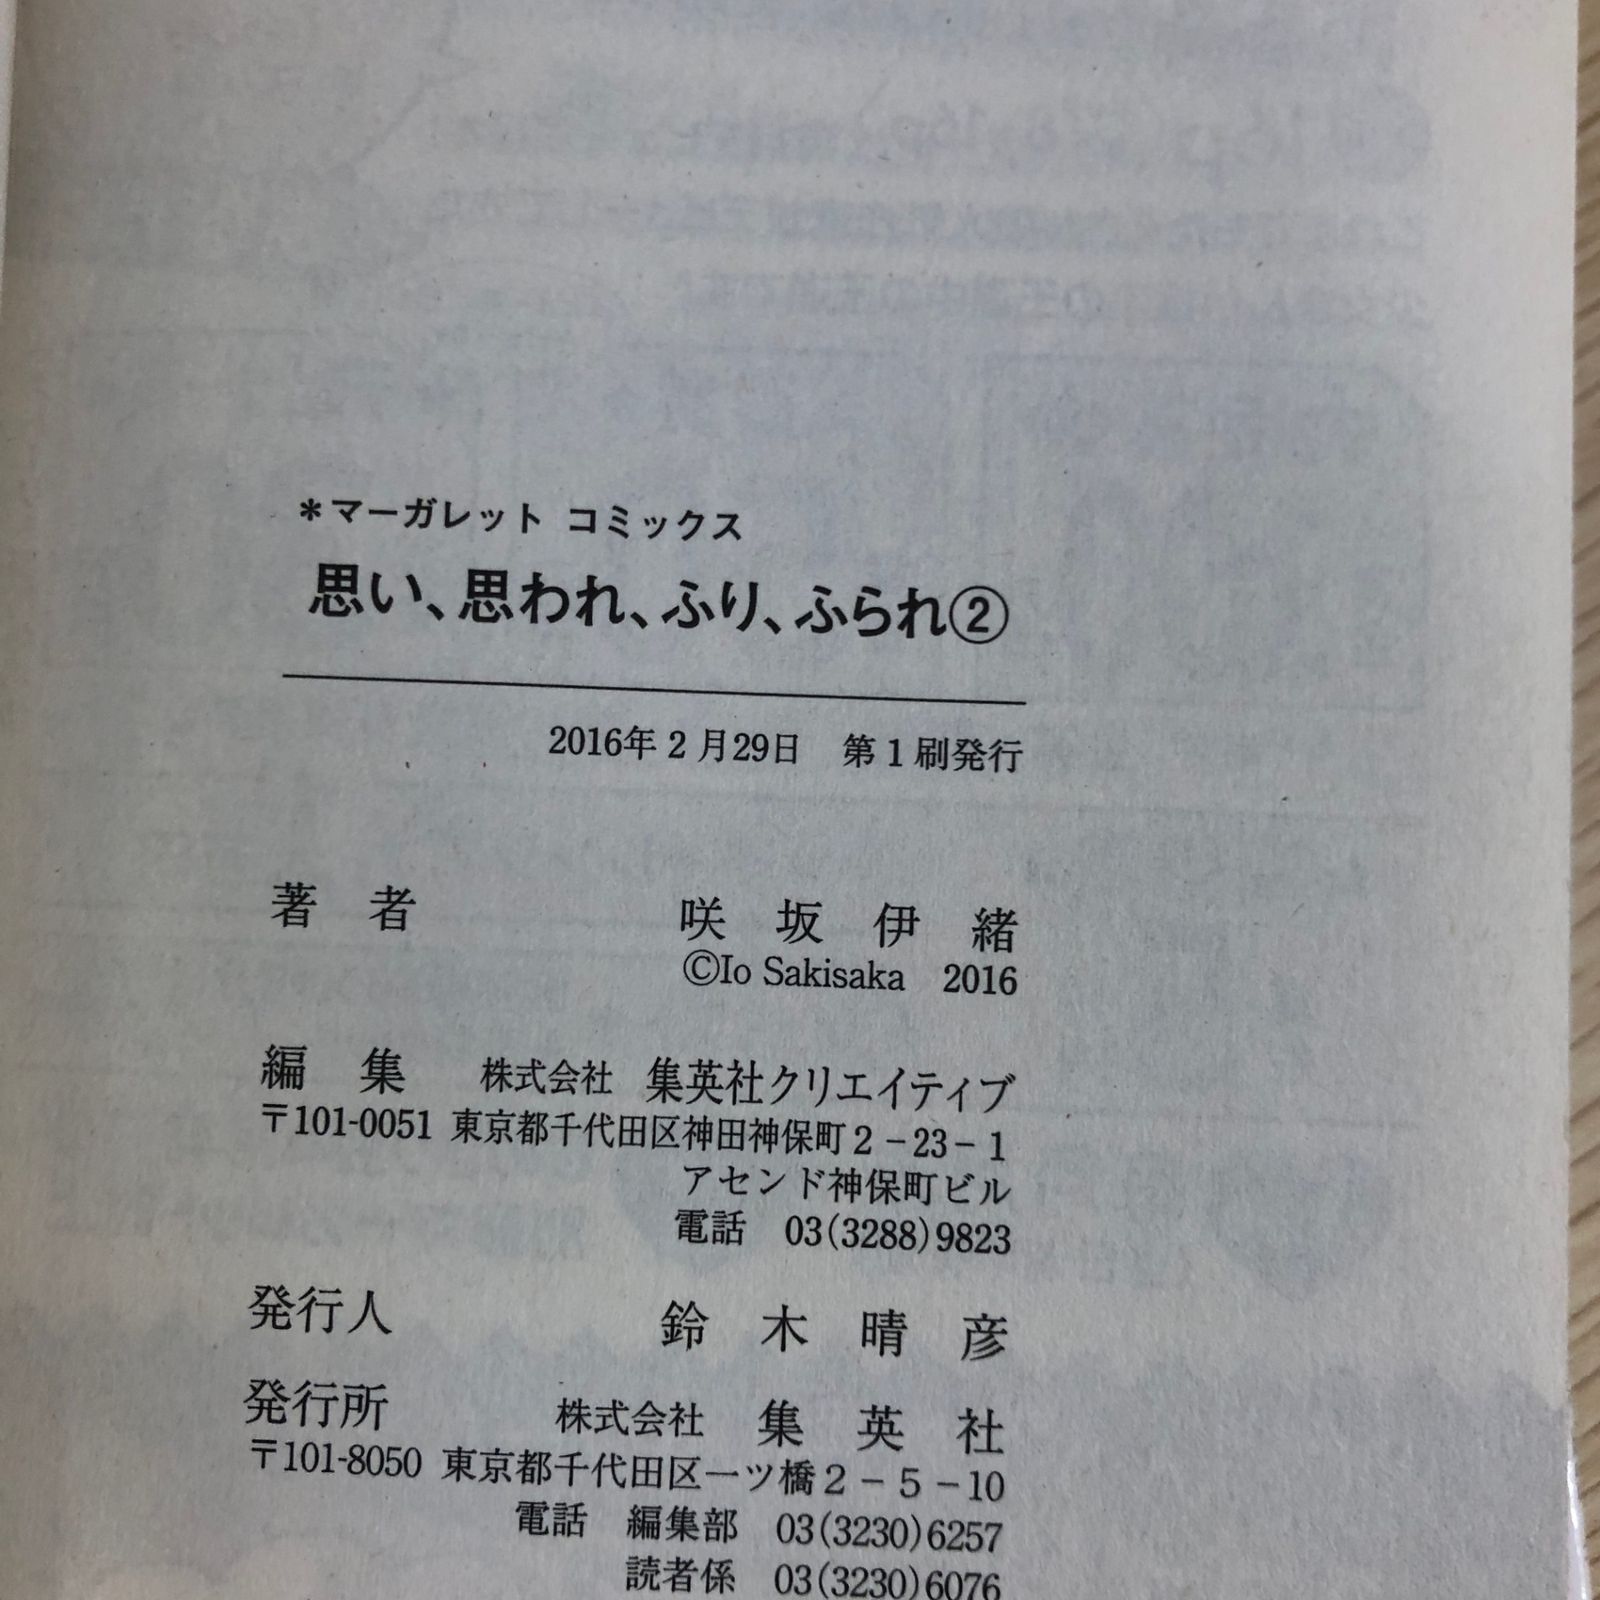 *マーガレット コミックス
思い、思われ、ふり、ふられ②
2016年2月29日 第1刷発行
著 者 咲 坂 伊 緒
©Io Sakisaka 2016
編 集 株式会社 集英社クリエイティブ
〒101-0051 東京都千代田区神田神保町2-23-1
アセンド神保町ビル
電話 03(3288)9823
発行人 鈴 木 晴 彦
発行所 株式会社 集 英 社
〒101-8050 東京都千代田区一ツ橋2-5-10
電話 編集部 03(3230)6257
読者係 03(3230)6076